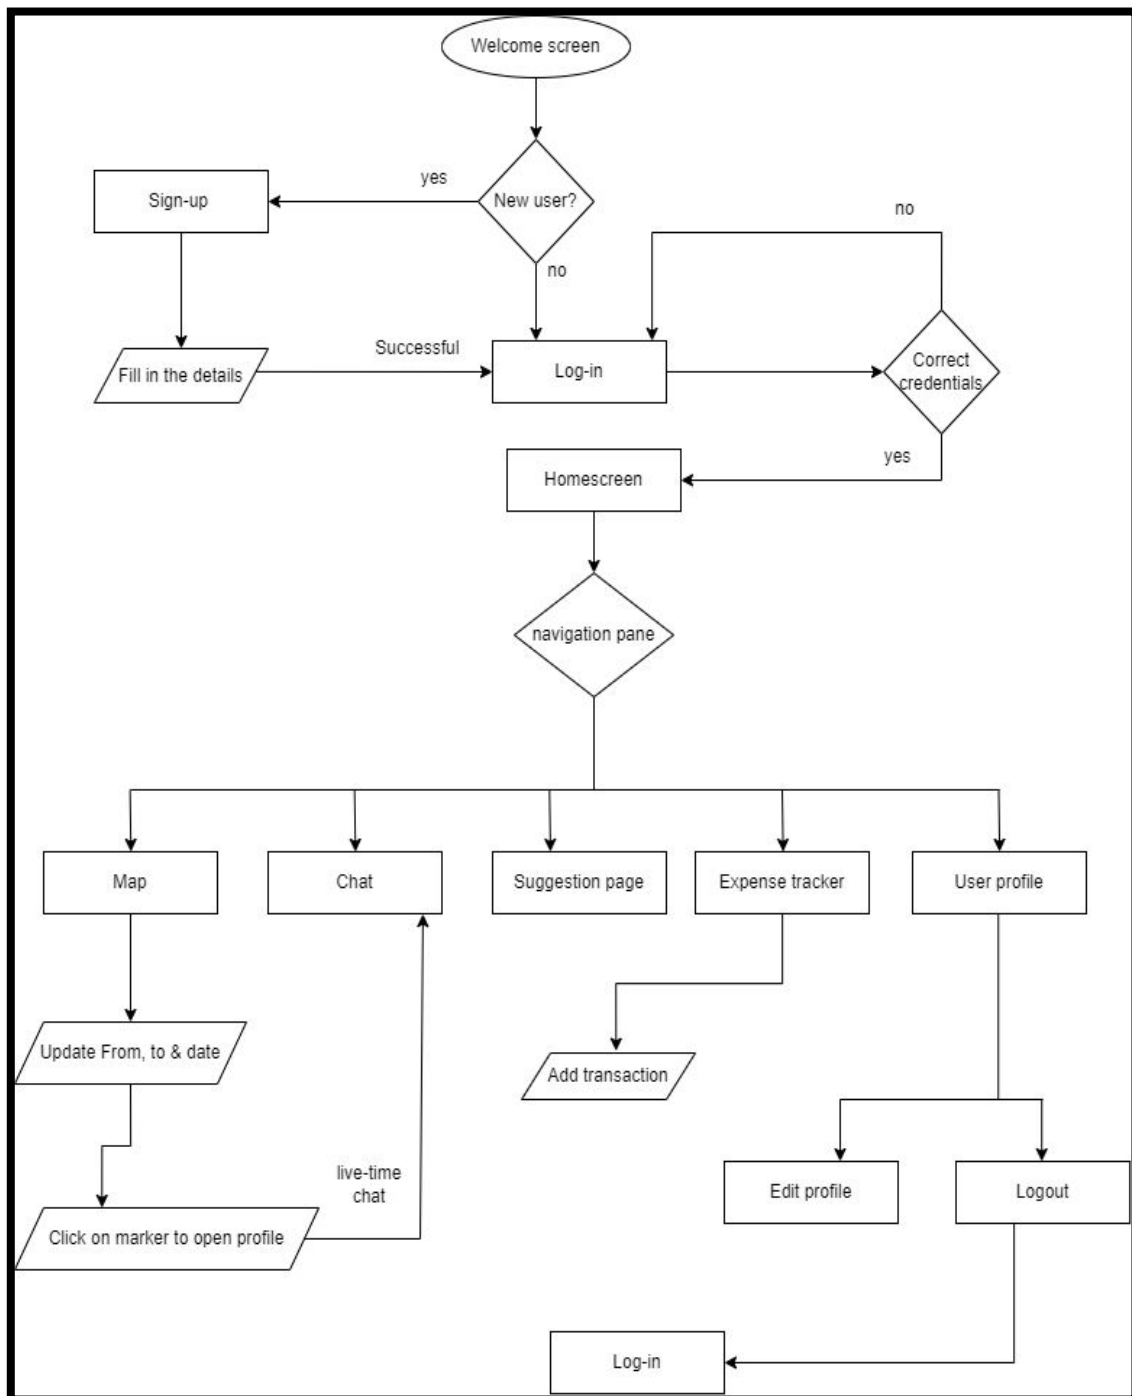 Welcome screen
yes
New user?
Sign-up
no
no
Successful
Fill in the details
Log-in
Correct
credentials
yes
Homescreen
navigation pane
Map
Chat
Suggestion page
Expense tracker
User profile
Update From, to & date
Add transaction
live-time
chat
Edit profile
Logout
Click on marker to open profile
Log-in